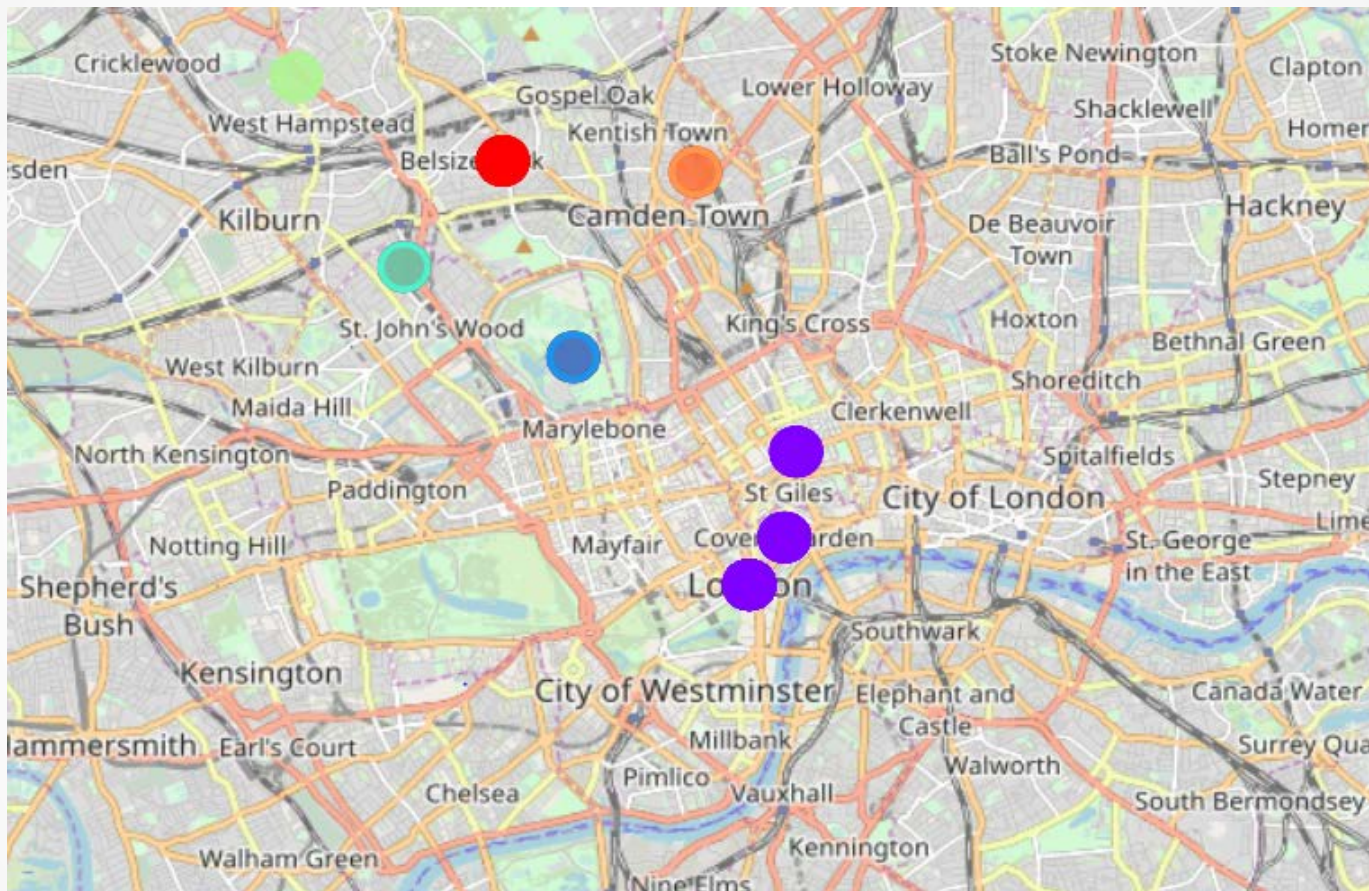 Cricklewood
Stoke Newington
Clapton
Gospel Oak
Lower Holloway
Shacklewell
West Hampstead
Kentish Town
Homer
Ball's Pond
esden
Camden Town
Kilburn
Hackney
De Beauvoir
Town
St. John's Wood
King's Cross
Hoxton
Bethnal Green
West Kilburn
Shoreditch
Maida Hill
Clerkenwell
Marylebone
North Kensington
Spitalfields
Paddington
St Giles
City of London
Stepney
Lime
Notting Hill
Mayfair
St. George
in the East
Shepherd's
Bush
Southwark
Kensington
City of Westminster
Elephant and
Castle
Canada Water
ammersmith
Earl's Court
Millbank
Surrey Qua
Walworth
Pimlico
Chelsea
Vauxhall
South Bermondsey
Kennington
Walham Green
Nine Elms